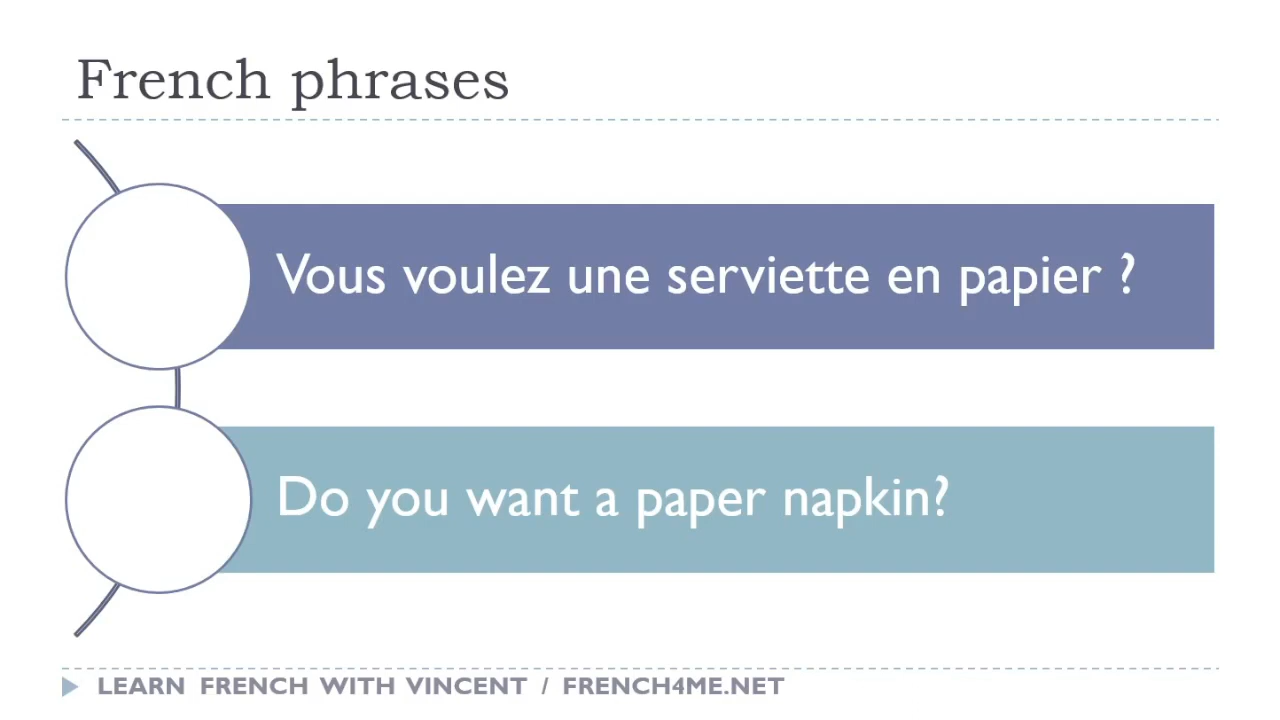 French phrases
Vous voulez une serviette en papier ?
Do you want a paper napkin?
LEARN FRENCH WITH VINCENT / FRENCH4ME.NET